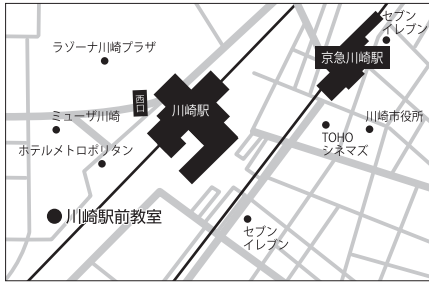 セブン
イレブン
ラゾーナ川崎プラザ
京急川崎駅
西口
川崎駅
ミューザ川崎
川崎市役所
TOHO
シネマズ
ホテルメトロポリタン
川崎駅前教室
セブン
イレブン